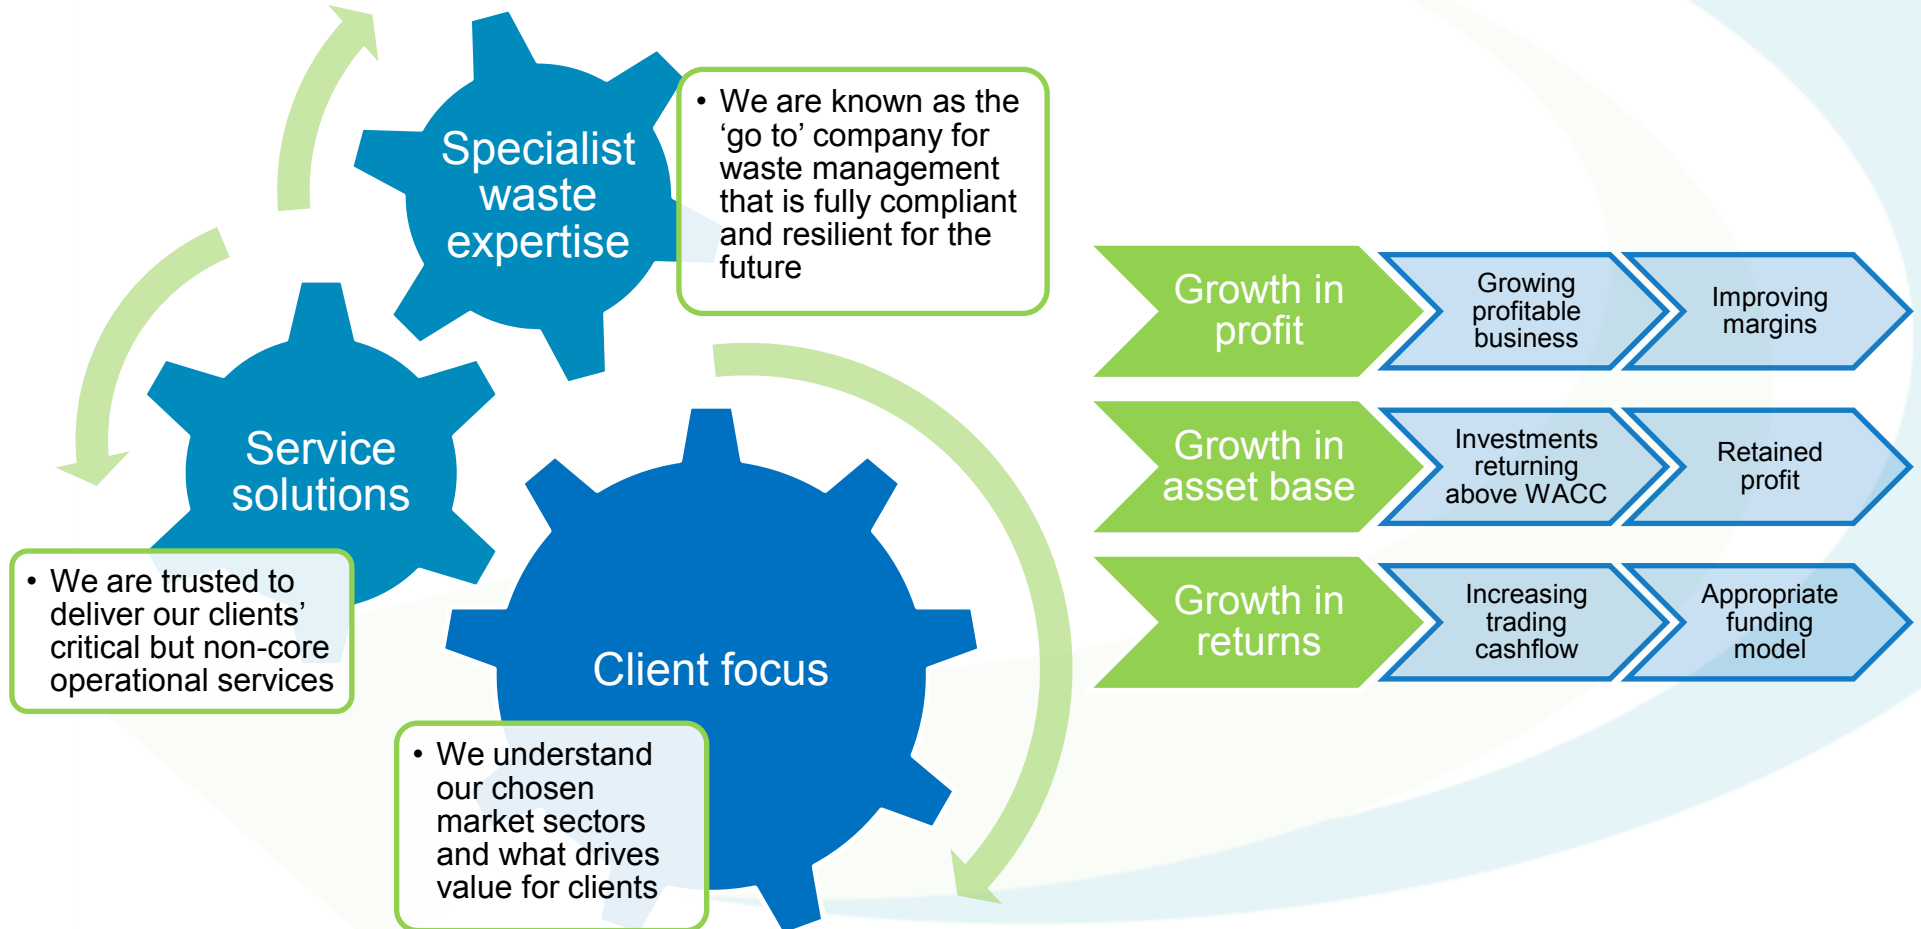 Specialist
waste
expertise
• We are known as the
‘go to’ company for
waste management
that is fully compliant
and resilient for the
future
Service
solutions
• We are trusted to
deliver our clients’
critical but non-core
operational services
Client focus
• We understand
our chosen
market sectors
and what drives
value for clients
Growth in
profit
Growing
profitable
business
Improving
margins
Growth in
asset base
Investments
returning
above WACC
Retained
profit
Growth in
returns
Increasing
trading
cashflow
Appropriate
funding
model